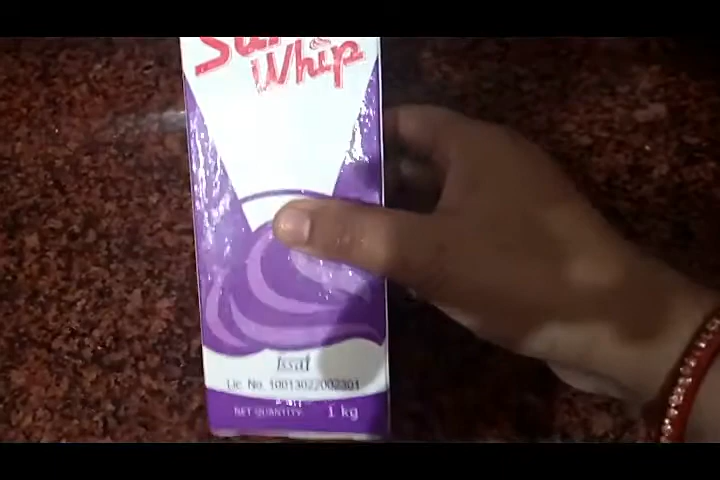 Whip
fssai
Lic. No. 10013022002301
NET QUANTITY: 1 kg